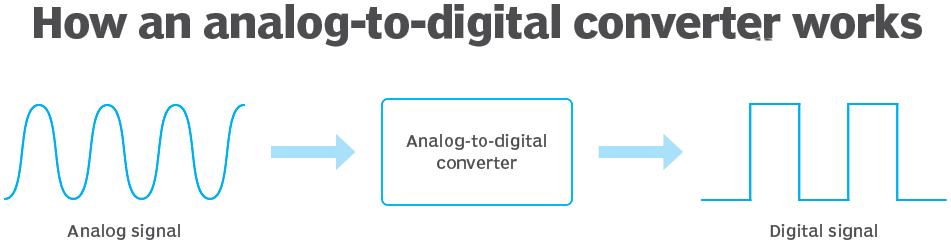 How an analog-to-digital converter works
Analog-to-digital
converter
Analog signal
Digital signal